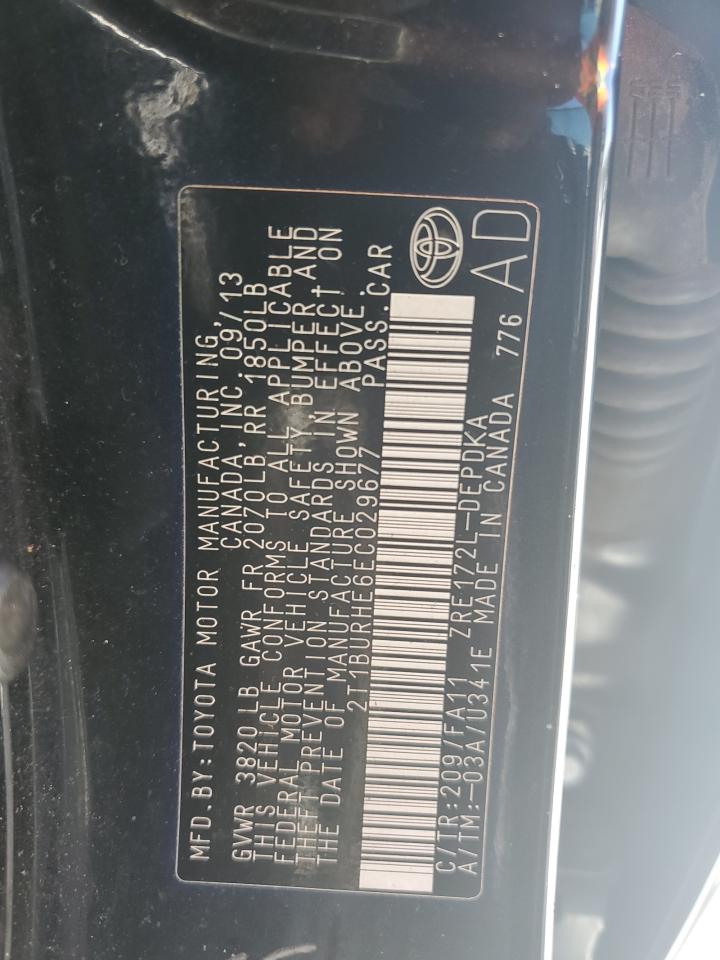 MFD.BY:TOYOTA MOTOR MANUFACTURING,
CANADA,INC. 09/13
GVWR 3820LB GAWR FR 2070LB RR 1850LB
THIS VEHICLE CONFORMS TO ALL APPLICABLE
FEDERAL MOTOR VEHICLE SAFETY, BUMPER AND
THEFT PREVENTION STANDARDS IN EFFECT ON
THE DATE OF MANUFACTURE SHOWN ABOVE.
2T1BURHE6EC029677 PASS.CAR
C/TR:209/FA11 ZRE172L-DEPDKA
A/TM:-03A/U341E MADE IN CANADA 776
AD